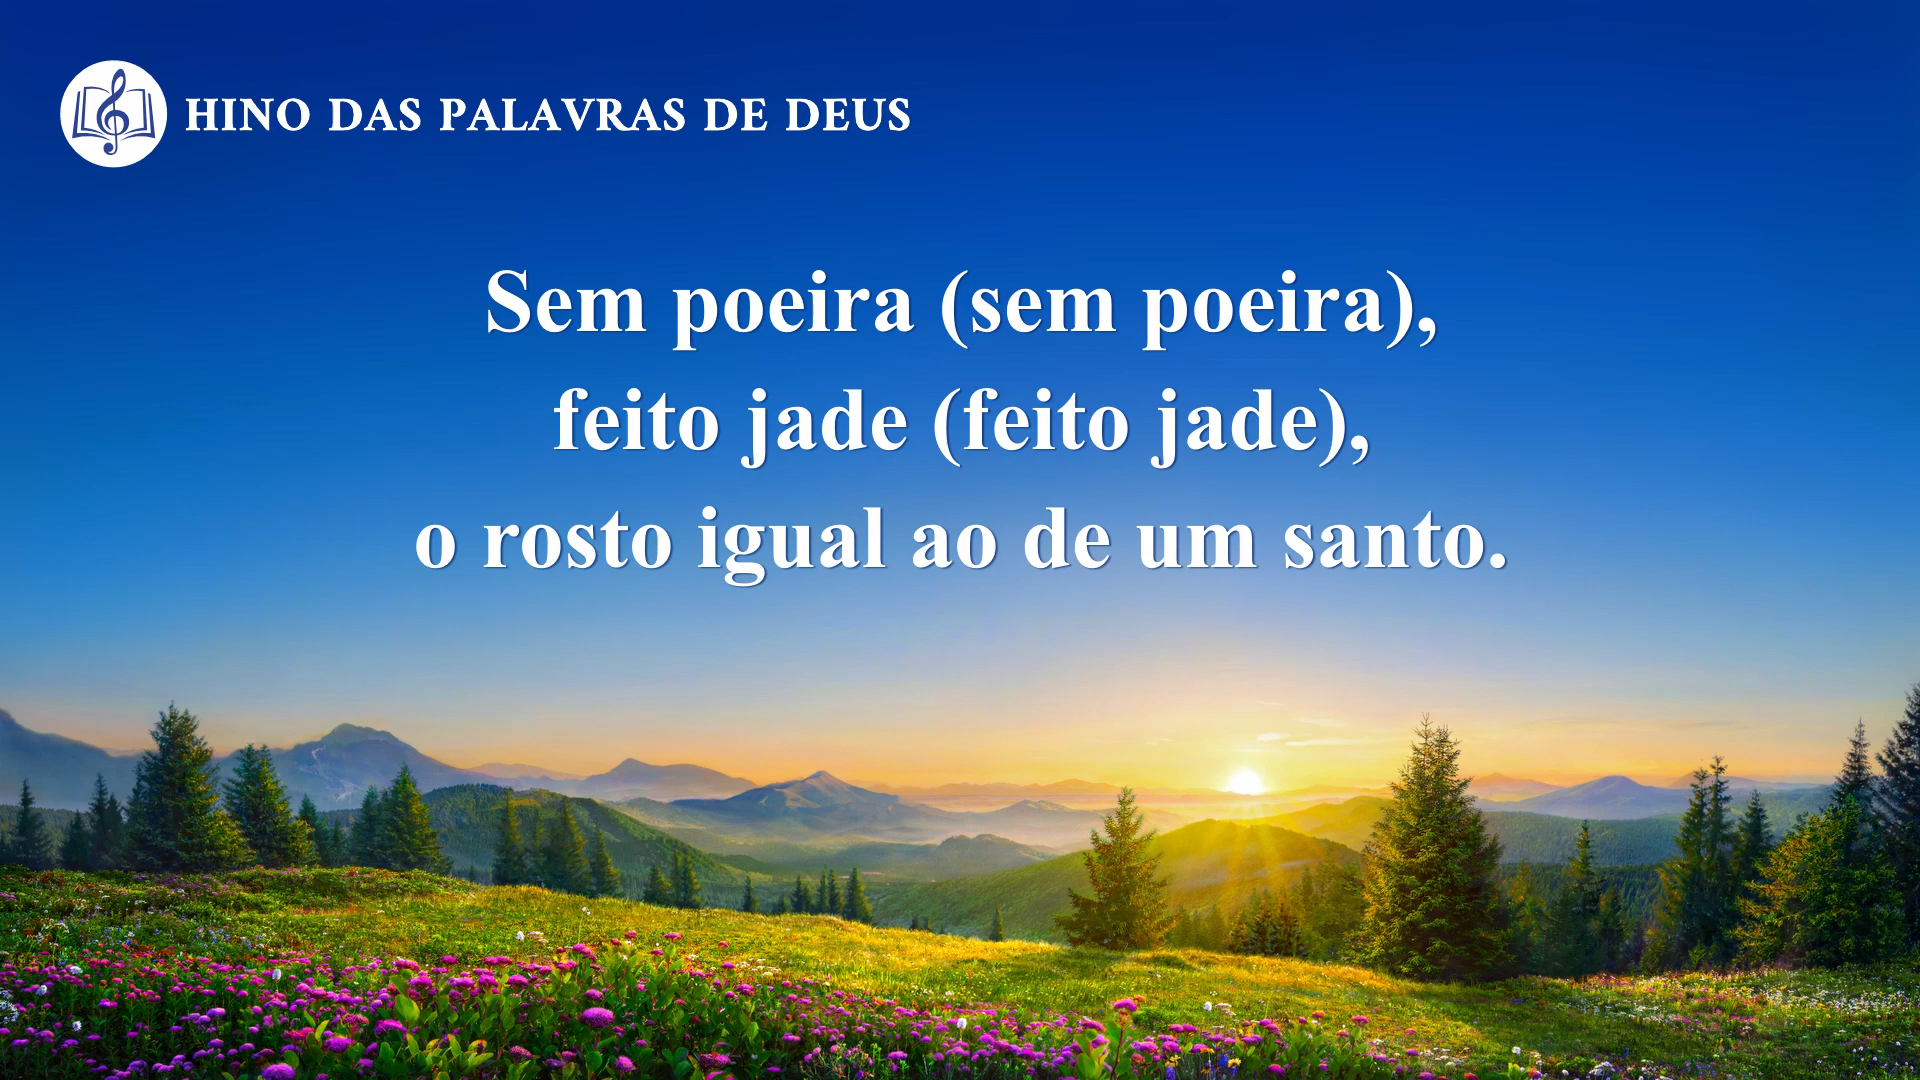 HINO DAS PALAVRAS DE DEUS
Sem poeira (sem poeira),
feito jade (feito jade),
o rosto igual ao de um santo.